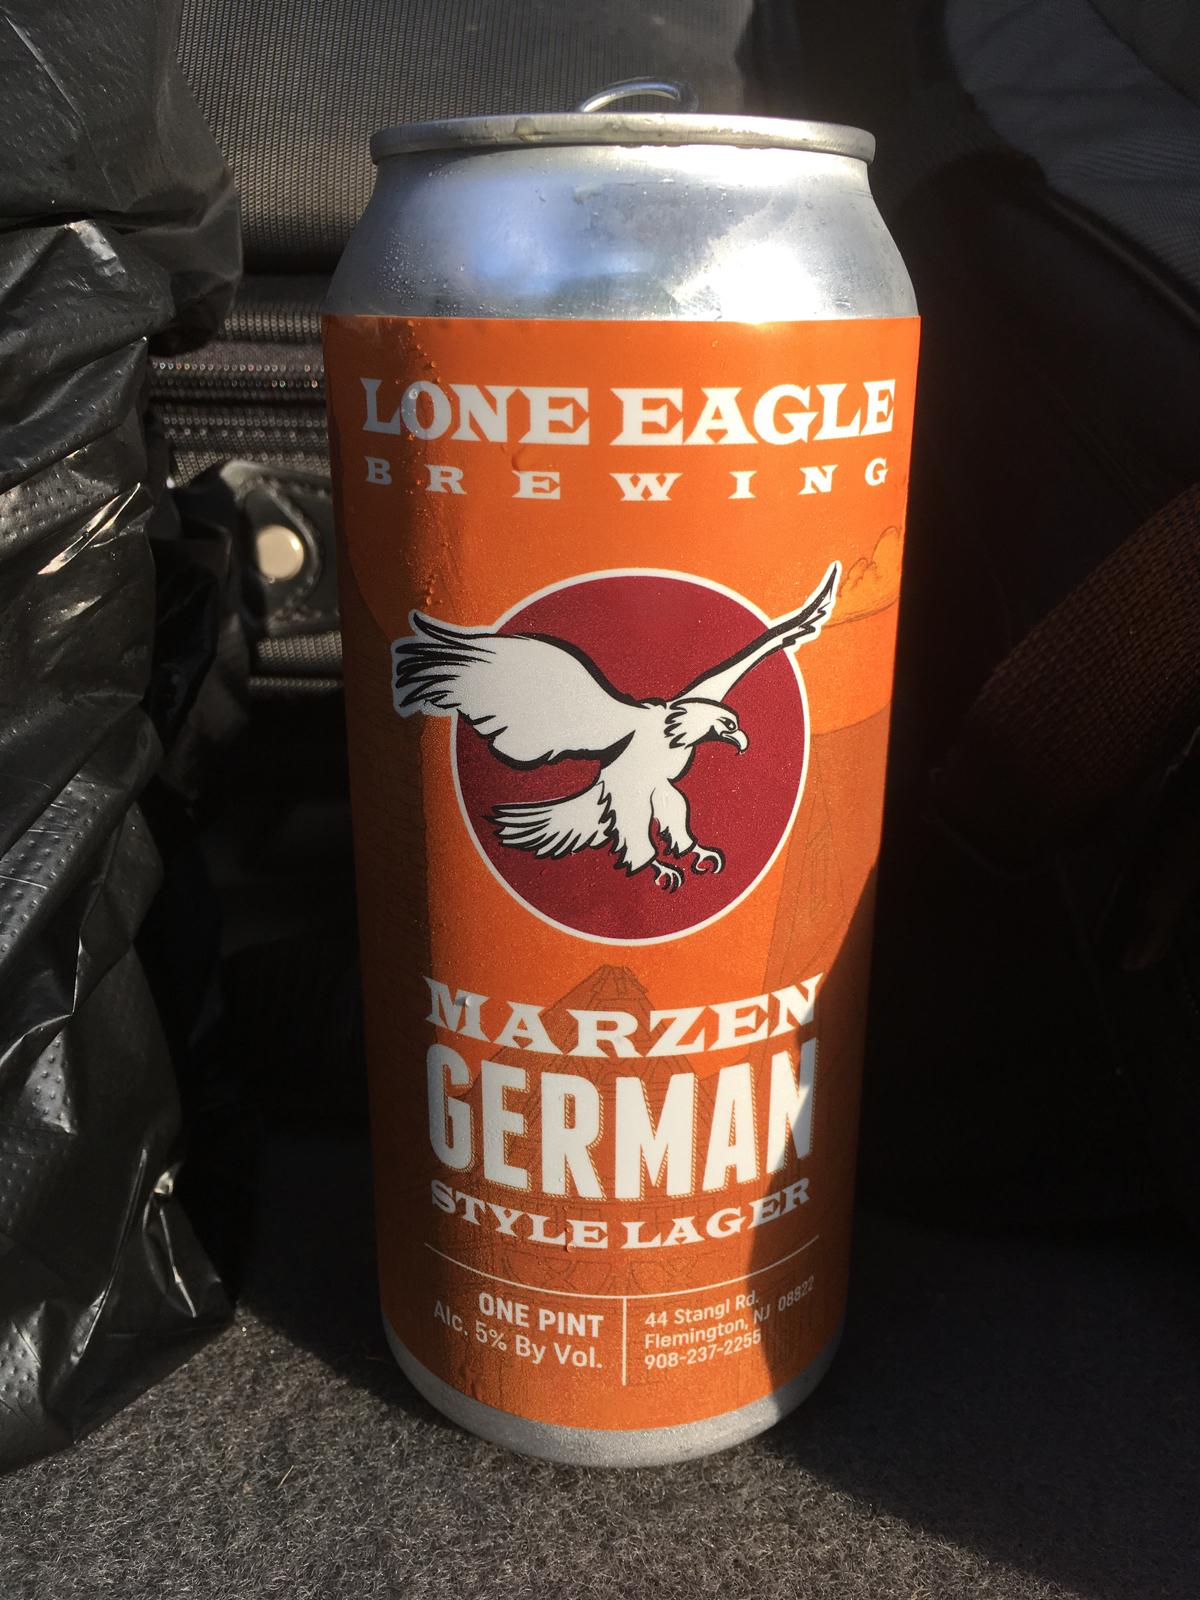 LONE EAGLE
BREWING
MARZEN
GERMAN
STYLE LAGER
ONE PINT
Alc. 5% By Vol.
44 Stangl Rd.
Flemington, NJ 08822
908-237-2255